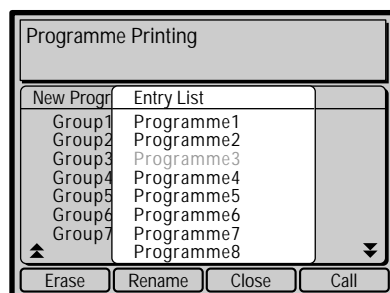 Programme Printing
New Progr
Entry List
Group1
Programme1
Group2
Programme2
Group3
Programme3
Group4
Programme4
Group5
Programme5
Group6
Programme6
Group7
Programme7
Programme8
Erase
Rename
Close
Call